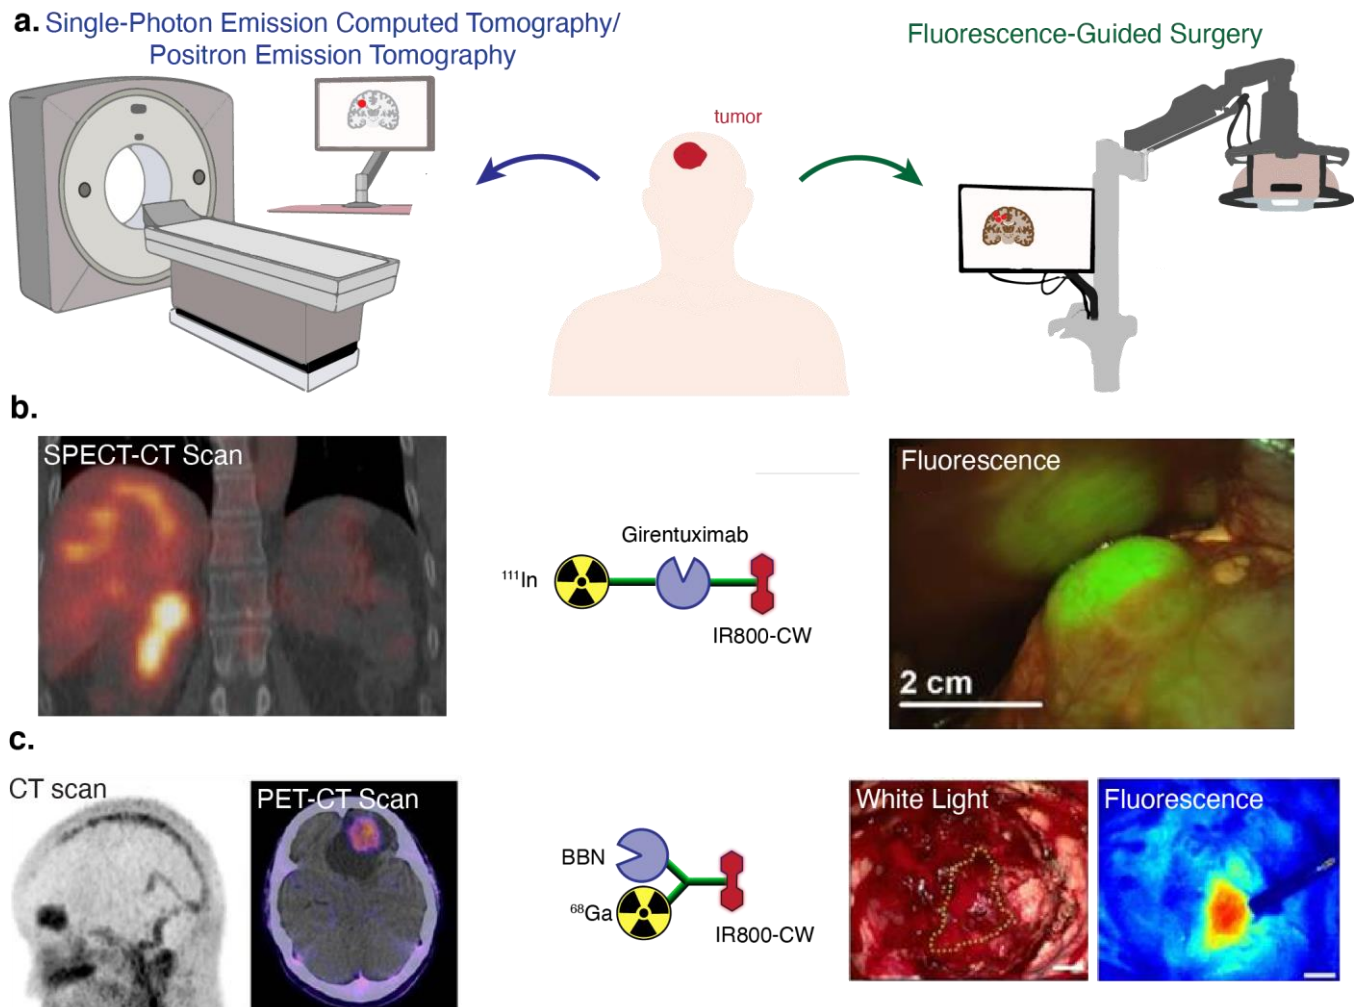 a. Single-Photon Emission Computed Tomography/
Positron Emission Tomography
Fluorescence-Guided Surgery
tumor
b.
SPECT-CT Scan
Girentuximab
¹¹¹In
IR800-CW
Fluorescence
2 cm
c.
CT scan
PET-CT Scan
BBN
⁶⁸Ga
IR800-CW
White Light
Fluorescence